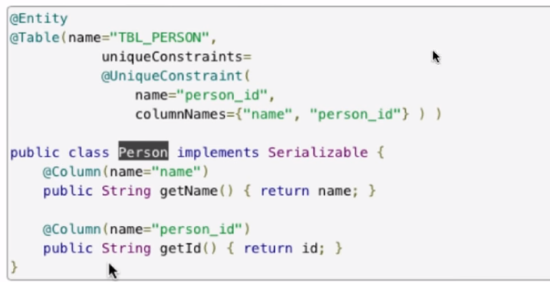 @Entity
@Table(name="TBL_PERSON",
uniqueConstraints=
@UniqueConstraint(
name="person_id",
columnNames={"name", "person_id"} ) )
public class Person implements Serializable {
@Column(name="name")
public String getName() { return name; }
@Column(name="person_id")
public String getId() { return id; }
}